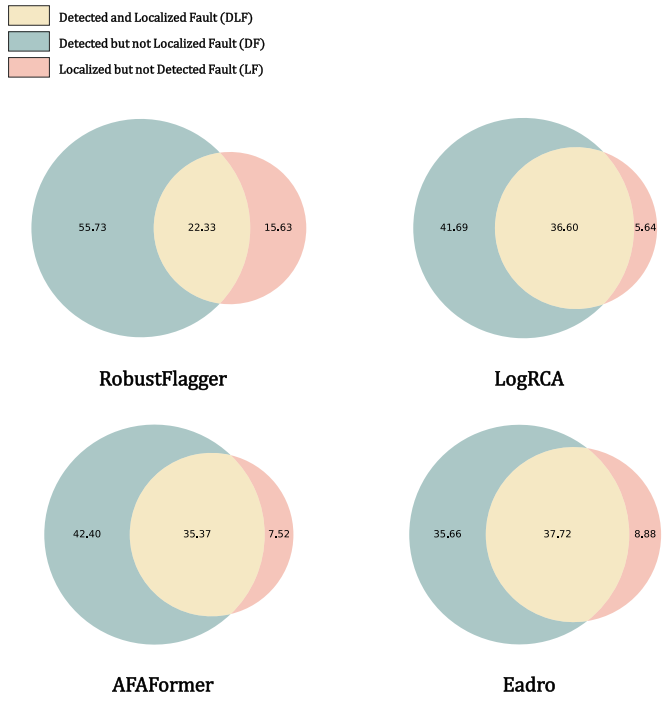 Detected and Localized Fault (DLF)
Detected but not Localized Fault (DF)
Localized but not Detected Fault (LF)
55.73 22.33 15.63
RobustFlagger
41.69 36.60 5.64
LogRCA
42.40 35.37 7.52
AFAFormer
35.66 37.72 8.88
Eadro